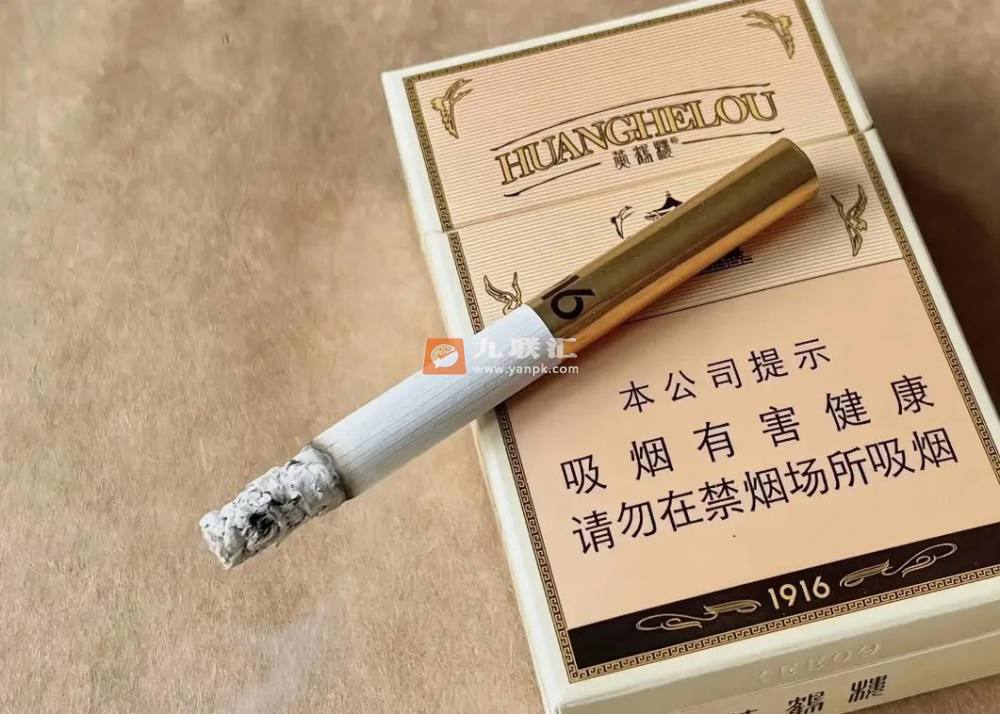 HUANGHELOU
黄鹤楼®
16
九联汇
www.yanpk.com
本公司提示
吸烟有害健康
请勿在禁烟场所吸烟
1916